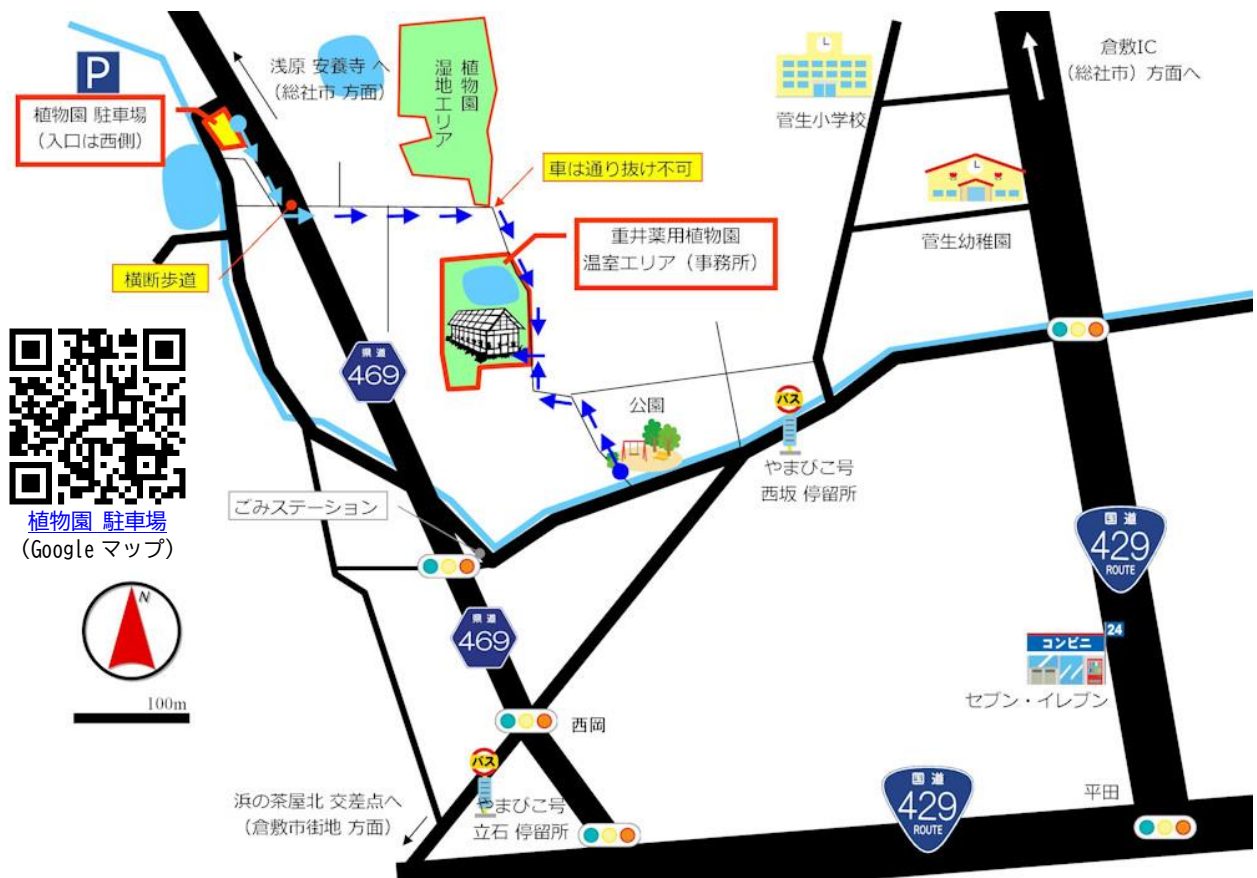 P
植物園 駐車場
（入口は西側）
浅原 安養寺 へ
（総社市 方面）
植物園
湿地エリア
菅生小学校
倉敷IC
（総社市）方面へ
車は通り抜け不可
菅生幼稚園
重井薬用植物園
温室エリア（事務所）
横断歩道
県道
469
公園
バス
やまびこ号
西坂 停留所
植物園 駐車場
（Google マップ）
ごみステーション
国道
429
ROUTE
N
100m
県道
469
24
コンビニ
セブン・イレブン
西岡
バス
やまびこ号
立石 停留所
浜の茶屋北 交差点へ
（倉敷市街地 方面）
国道
429
ROUTE
平田